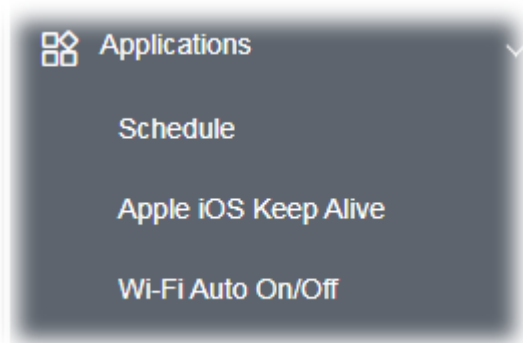 Applications
Schedule
Apple iOS Keep Alive
Wi-Fi Auto On/Off